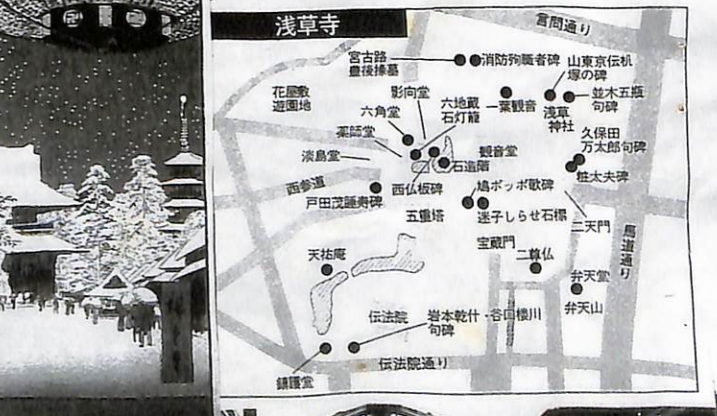 浅草寺
言問通り
宮古路
豊後掾墓
消防殉職者碑
山東京伝机
塚の碑
花屋敷
遊園地
影向堂
六地蔵
石灯籠
一葉観音
浅草
神社
並木五瓶
句碑
六角堂
薬師堂
淡島堂
観音堂
石造階
久保田
万太郎句碑
粧太夫碑
西参道
西仏板碑
戸田茂睡寿碑
鳩ポッポ歌碑
五重塔
迷子しらせ石標
二天門
馬道通り
天祐庵
宝蔵門
二尊仏
弁天堂
弁天山
伝法院
岩本乾什・谷口楼川
句碑
鎮護堂
伝法院通り